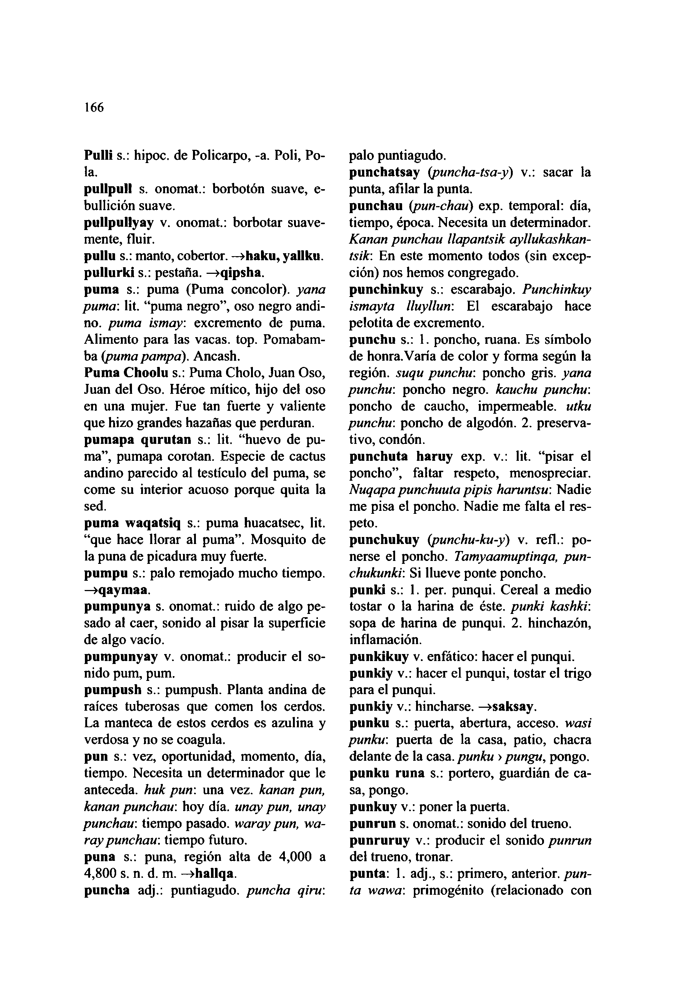 166
Pulli s.: hipoc. de Policarpo, -a. Poli, Po-
la.
pullpull s. onomat.: borbotón suave, e-
bullición suave.
pullpullyay v. onomat.: borbotar suave-
mente, fluir.
pullu s.: manto, cobertor. →haku, yallku.
pullurki s.: pestaña. →qipsha.
puma s.: puma (Puma concolor). yana
puma: lit. “puma negro”, oso negro andi-
no. puma ismay: excremento de puma.
Alimento para las vacas. top. Pomabam-
ba (puma pampa). Ancash.
Puma Choolu s.: Puma Cholo, Juan Oso,
Juan del Oso. Héroe mítico, hijo del oso
en una mujer. Fue tan fuerte y valiente
que hizo grandes hazañas que perduran.
pumapa qurutan s.: lit. “huevo de pu-
ma”, pumapa corotan. Especie de cactus
andino parecido al testículo del puma, se
come su interior acuoso porque quita la
sed.
puma waqatsiq s.: puma huacatsec, lit.
“que hace llorar al puma”. Mosquito de
la puna de picadura muy fuerte.
pumpu s.: palo remojado mucho tiempo.
→qaymaa.
pumpunya s. onomat.: ruido de algo pe-
sado al caer, sonido al pisar la superficie
de algo vacío.
pumpunyay v. onomat.: producir el so-
nido pum, pum.
pumpush s.: pumpush. Planta andina de
raíces tuberosas que comen los cerdos.
La manteca de estos cerdos es azulina y
verdosa y no se coagula.
pun s.: vez, oportunidad, momento, día,
tiempo. Necesita un determinador que le
anteceda. huk pun: una vez. kanan pun,
kanan punchau: hoy día. unay pun, unay
punchau: tiempo pasado. waray pun, wa-
ray punchau: tiempo futuro.
puna s.: puna, región alta de 4,000 a
4,800 s. n. d. m. →hallqa.
puncha adj.: puntiagudo. puncha qiru:
palo puntiagudo.
punchatsay (puncha-tsa-y) v.: sacar la
punta, afilar la punta.
punchau (pun-chau) exp. temporal: día,
tiempo, época. Necesita un determinador.
Kanan punchau llapantsik ayllukashkan-
tsik: En este momento todos (sin excep-
ción) nos hemos congregado.
punchinkuy s.: escarabajo. Punchinkuy
ismayta lluyllun: El escarabajo hace
pelotita de excremento.
punchu s.: 1. poncho, ruana. Es símbolo
de honra.Varía de color y forma según la
región. suqu punchu: poncho gris. yana
punchu: poncho negro. kauchu punchu:
poncho de caucho, impermeable. utku
punchu: poncho de algodón. 2. preserva-
tivo, condón.
punchuta haruy exp. v.: lit. “pisar el
poncho”, faltar respeto, menospreciar.
Nuqapa punchuuta pipis haruntsu: Nadie
me pisa el poncho. Nadie me falta el res-
peto.
punchukuy (punchu-ku-y) v. refl.: po-
nerse el poncho. Tamyaamuptinqa, pun-
chukunki: Si llueve ponte poncho.
punki s.: 1. per. punqui. Cereal a medio
tostar o la harina de éste. punki kashki:
sopa de harina de punqui. 2. hinchazón,
inflamación.
punkikuy v. enfático: hacer el punqui.
punkiy v.: hacer el punqui, tostar el trigo
para el punqui.
punkiy v.: hincharse. →saksay.
punku s.: puerta, abertura, acceso. wasi
punku: puerta de la casa, patio, chacra
delante de la casa. punku › pungu, pongo.
punku runa s.: portero, guardián de ca-
sa, pongo.
punkuy v.: poner la puerta.
punrun s. onomat.: sonido del trueno.
punruruy v.: producir el sonido punrun
del trueno, tronar.
punta: 1. adj., s.: primero, anterior. pun-
ta wawa: primogénito (relacionado con